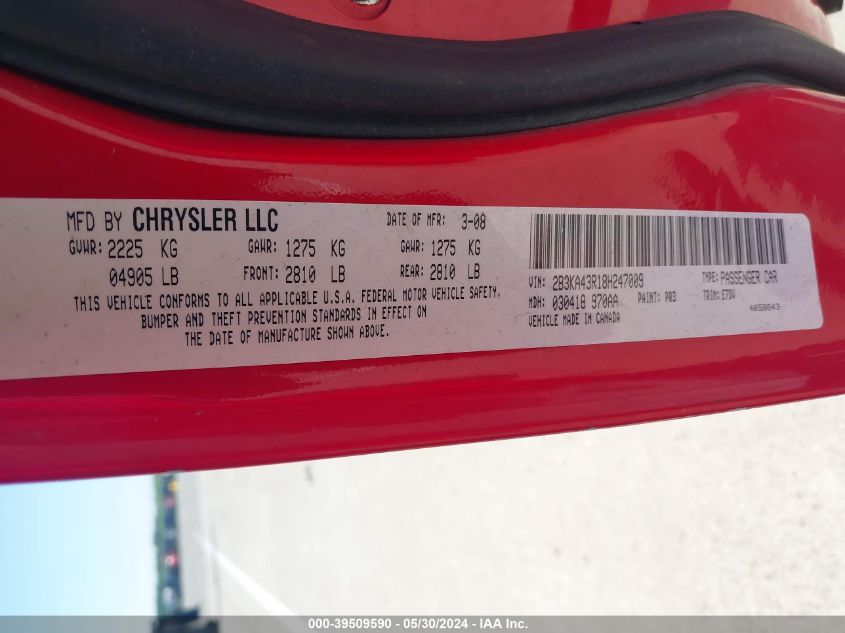 MFD BY CHRYSLER LLC DATE OF MFR: 3-08
GVWR: 2225 KG GAWR: 1275 KG GAWR: 1275 KG
04905 LB FRONT: 2810 LB REAR: 2810 LB
THIS VEHICLE CONFORMS TO ALL APPLICABLE U.S.A. FEDERAL MOTOR VEHICLE SAFETY,
BUMPER AND THEFT PREVENTION STANDARDS IN EFFECT ON
THE DATE OF MANUFACTURE SHOWN ABOVE.
VIN: 2B3KA43R18H247009 TYPE: PASSENGER CAR
MDH: 030418 970AA PAINT: PR3 TRIM: E7DV
VEHICLE MADE IN CANADA 4658643
000-39509590 - 05/30/2024 - IAA Inc.